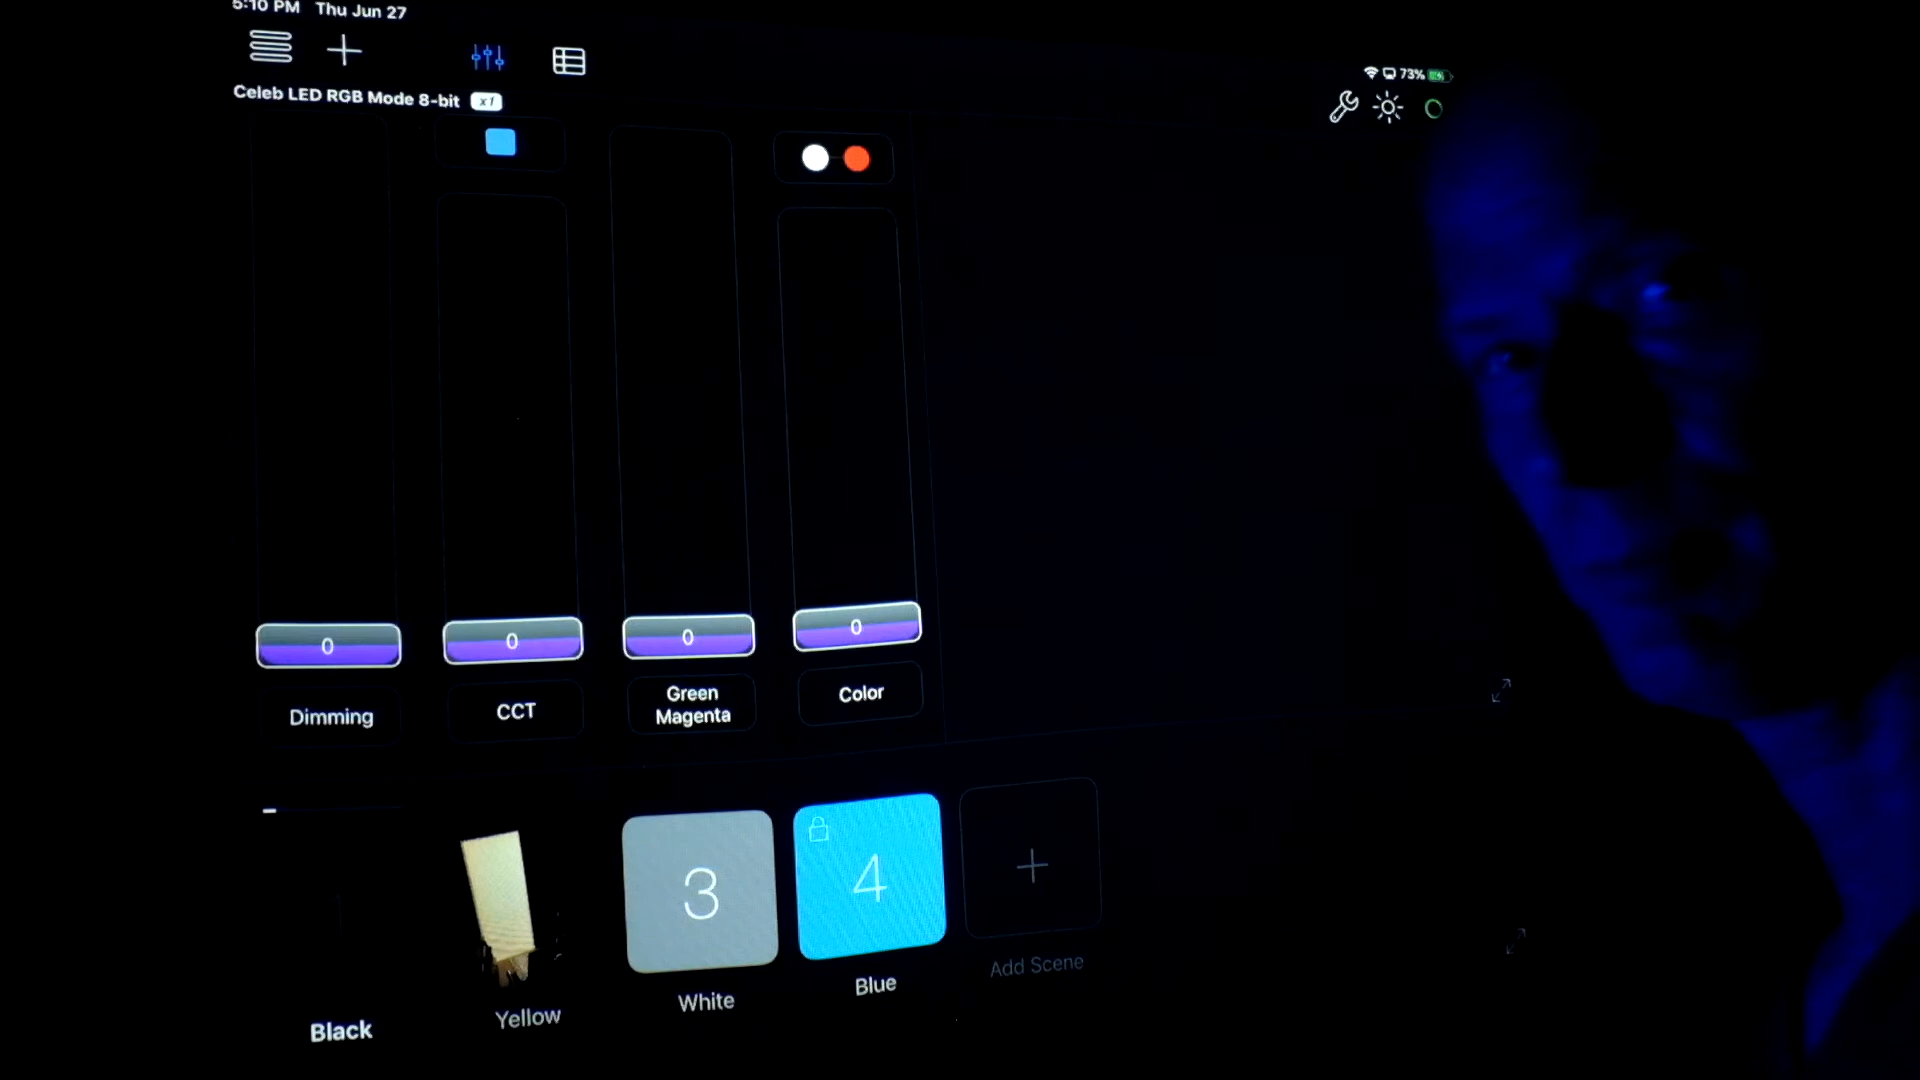 5:10 PM Thu Jun 27
73%
Celeb LED RGB Mode 8-bit x1
0 0 0 0
Dimming CCT Green Magenta Color
3 4
Black Yellow White Blue Add Scene